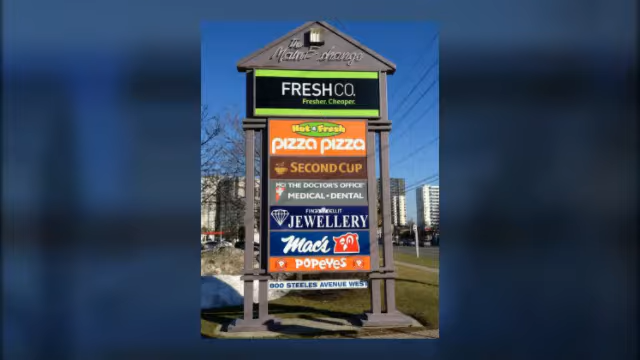 the
Main Exchange
FRESHCO.
Fresher. Cheaper.
Hot & Fresh
PIZZA PIZZA
SECOND CUP
MCI THE DOCTOR'S OFFICE
MEDICAL · DENTAL
JEWELLERY
Mac's
POPEYES
800 STEELES AVENUE WEST